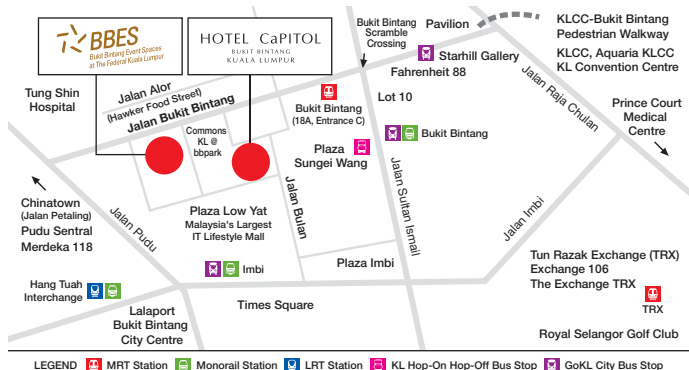 BBES
Bukit Bintang Event Spaces
at The Federal Kuala Lumpur
HOTEL CAPiTOL
BUKIT BINTANG
KUALA LUMPUR
Bukit Bintang
Scramble
Crossing
Pavilion
KLCC-Bukit Bintang
Pedestrian Walkway
KLCC, Aquaria KLCC
KL Convention Centre
Starhill Gallery
Fahrenheit 88
Tung Shin
Hospital
Jalan Alor
(Hawker Food Street)
Jalan Bukit Bintang
Bukit Bintang
(18A, Entrance C)
Lot 10
Jalan Raja Chulan
Prince Court
Medical
Centre
Commons
KL @
bbpark
Plaza
Sungei Wang
Bukit Bintang
Chinatown
(Jalan Petaling)
Pudu Sentral
Merdeka 118
Jalan Pudu
Plaza Low Yat
Malaysia's Largest
IT Lifestyle Mall
Jalan Bulan
Jalan Sultan Ismail
Jalan Imbi
Plaza Imbi
Imbi
Tun Razak Exchange (TRX)
Exchange 106
The Exchange TRX
TRX
Hang Tuah
Interchange
Lalaport
Bukit Bintang
City Centre
Times Square
Royal Selangor Golf Club
LEGEND MRT Station Monorail Station LRT Station KL Hop-On Hop-Off Bus Stop GoKL City Bus Stop